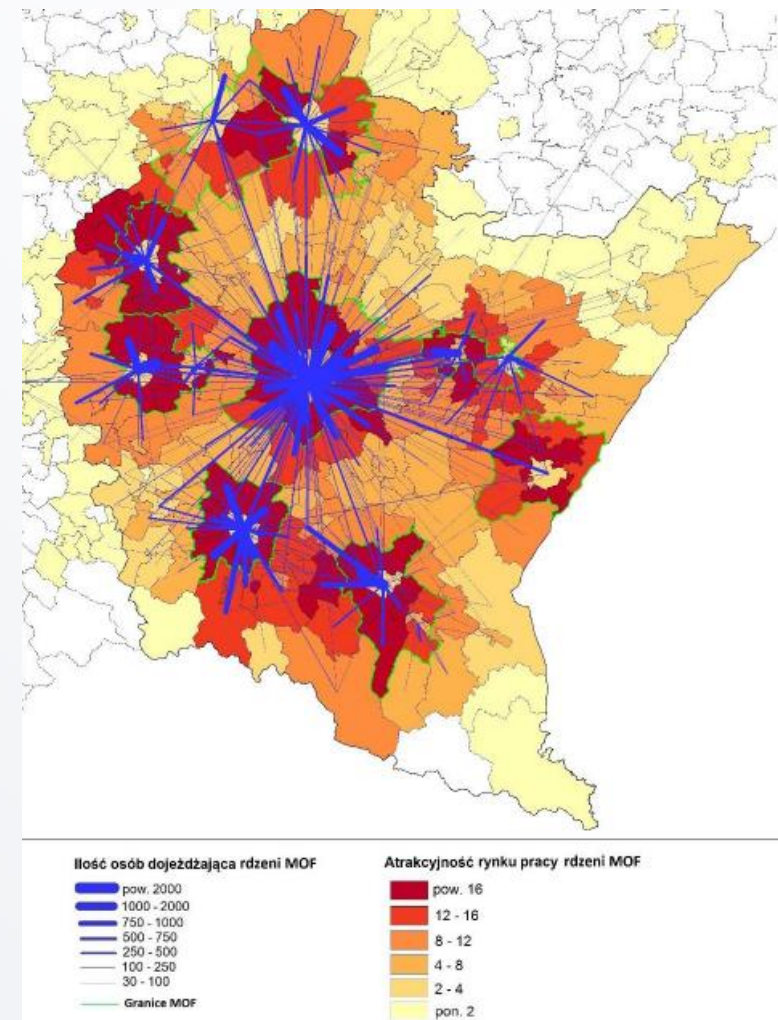 Ilość osób dojeżdżająca rdzeni MOF
pow. 2000
1000 - 2000
750 - 1000
500 - 750
250 - 500
100 - 250
30 - 100
Granice MOF
Atrakcyjność rynku pracy rdzeni MOF
pow. 16
12 - 16
8 - 12
4 - 8
2 - 4
pon. 2